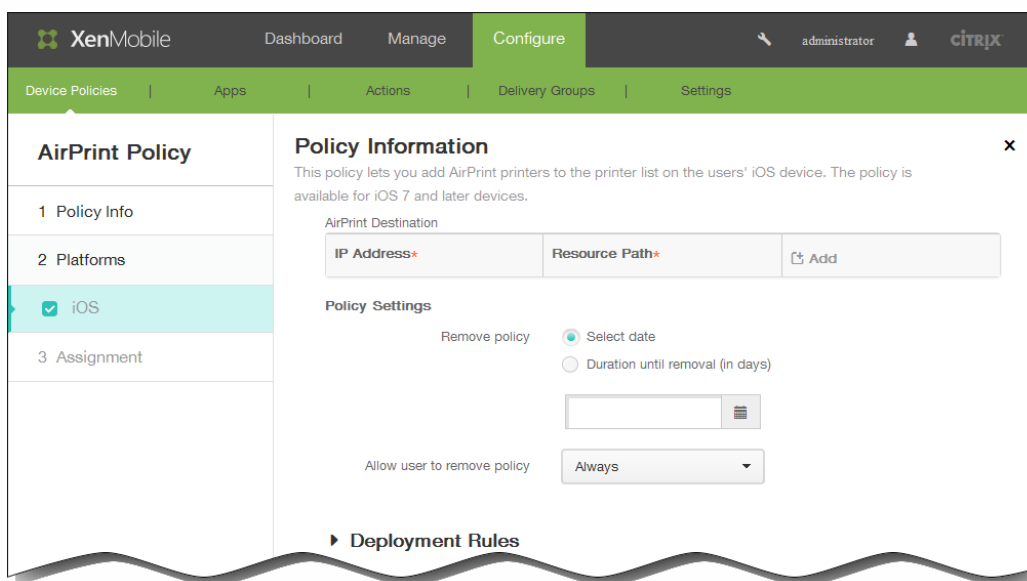 XenMobile Dashboard Manage Configure administrator CITRIX
Device Policies | Apps | Actions | Delivery Groups | Settings
AirPrint Policy
1 Policy Info
2 Platforms
iOS
3 Assignment
Policy Information
This policy lets you add AirPrint printers to the printer list on the users' iOS device. The policy is
available for iOS 7 and later devices.
AirPrint Destination
IP Address* Resource Path* Add
Policy Settings
Remove policy Select date
Duration until removal (in days)
Allow user to remove policy Always
Deployment Rules